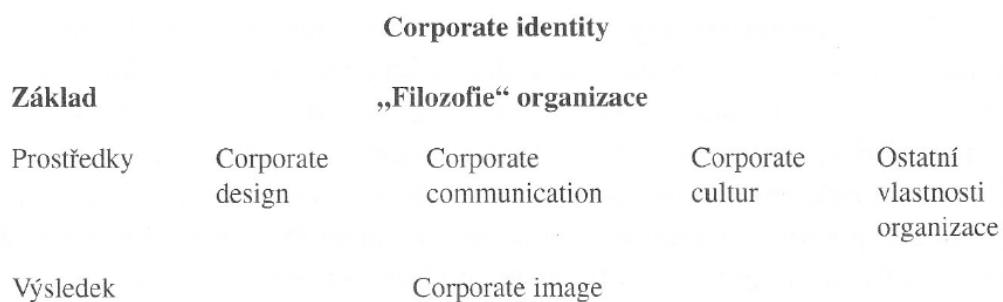 Corporate identity
Základ „Filozofie“ organizace
Prostředky Corporate Corporate Corporate Ostatní
design communication cultur vlastnosti
organizace
Výsledek Corporate image